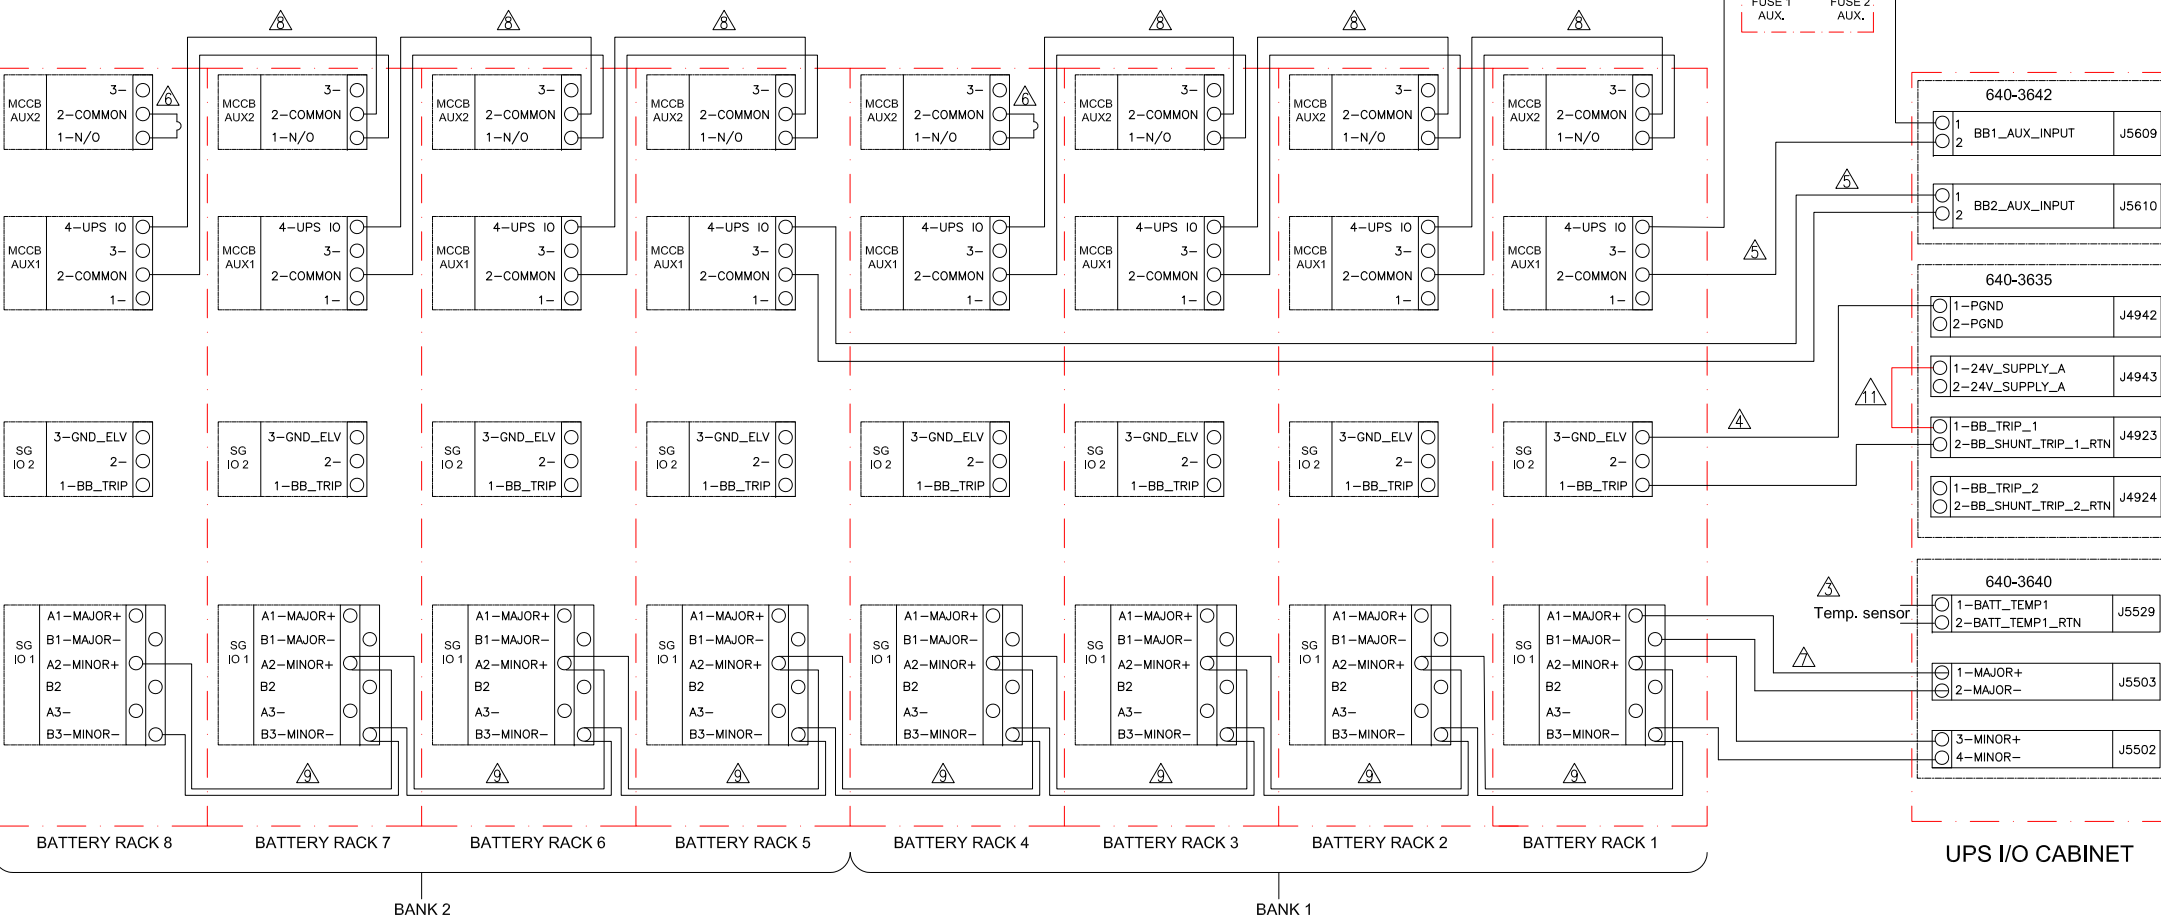 FUSE 1 FUSE 2
AUX. AUX.
8 8 8 8 8 8
MCCB AUX2 3- 2-COMMON 1-N/O 6
MCCB AUX2 3- 2-COMMON 1-N/O
MCCB AUX2 3- 2-COMMON 1-N/O
MCCB AUX2 3- 2-COMMON 1-N/O
MCCB AUX2 3- 2-COMMON 1-N/O 6
MCCB AUX2 3- 2-COMMON 1-N/O
MCCB AUX2 3- 2-COMMON 1-N/O
MCCB AUX2 3- 2-COMMON 1-N/O
MCCB AUX1 4-UPS IO 3- 2-COMMON 1-
MCCB AUX1 4-UPS IO 3- 2-COMMON 1-
MCCB AUX1 4-UPS IO 3- 2-COMMON 1-
MCCB AUX1 4-UPS IO 3- 2-COMMON 1-
MCCB AUX1 4-UPS IO 3- 2-COMMON 1-
MCCB AUX1 4-UPS IO 3- 2-COMMON 1-
MCCB AUX1 4-UPS IO 3- 2-COMMON 1-
MCCB AUX1 4-UPS IO 3- 2-COMMON 1-
SG IO 2 3-GND_ELV 2- 1-BB_TRIP
SG IO 2 3-GND_ELV 2- 1-BB_TRIP
SG IO 2 3-GND_ELV 2- 1-BB_TRIP
SG IO 2 3-GND_ELV 2- 1-BB_TRIP
SG IO 2 3-GND_ELV 2- 1-BB_TRIP
SG IO 2 3-GND_ELV 2- 1-BB_TRIP
SG IO 2 3-GND_ELV 2- 1-BB_TRIP
SG IO 2 3-GND_ELV 2- 1-BB_TRIP
SG IO 1 A1-MAJOR+ B1-MAJOR- A2-MINOR+ B2 A3- B3-MINOR-
SG IO 1 A1-MAJOR+ B1-MAJOR- A2-MINOR+ B2 A3- B3-MINOR-
SG IO 1 A1-MAJOR+ B1-MAJOR- A2-MINOR+ B2 A3- B3-MINOR-
SG IO 1 A1-MAJOR+ B1-MAJOR- A2-MINOR+ B2 A3- B3-MINOR-
SG IO 1 A1-MAJOR+ B1-MAJOR- A2-MINOR+ B2 A3- B3-MINOR-
SG IO 1 A1-MAJOR+ B1-MAJOR- A2-MINOR+ B2 A3- B3-MINOR-
SG IO 1 A1-MAJOR+ B1-MAJOR- A2-MINOR+ B2 A3- B3-MINOR-
SG IO 1 A1-MAJOR+ B1-MAJOR- A2-MINOR+ B2 A3- B3-MINOR-
9 9 9 9 9 9 9
BATTERY RACK 8 BATTERY RACK 7 BATTERY RACK 6 BATTERY RACK 5 BATTERY RACK 4 BATTERY RACK 3 BATTERY RACK 2 BATTERY RACK 1
BANK 2 BANK 1
5
5
4
11
3
Temp. sensor
7
640-3642
1 2 BB1_AUX_INPUT J5609
1 2 BB2_AUX_INPUT J5610
640-3635
1-PGND
2-PGND J4942
1-24V_SUPPLY_A
2-24V_SUPPLY_A J4943
1-BB_TRIP_1
2-BB_SHUNT_TRIP_1_RTN J4923
1-BB_TRIP_2
2-BB_SHUNT_TRIP_2_RTN J4924
640-3640
1-BATT_TEMP1
2-BATT_TEMP1_RTN J5529
1-MAJOR+
2-MAJOR- J5503
3-MINOR+
4-MINOR- J5502
UPS I/O CABINET